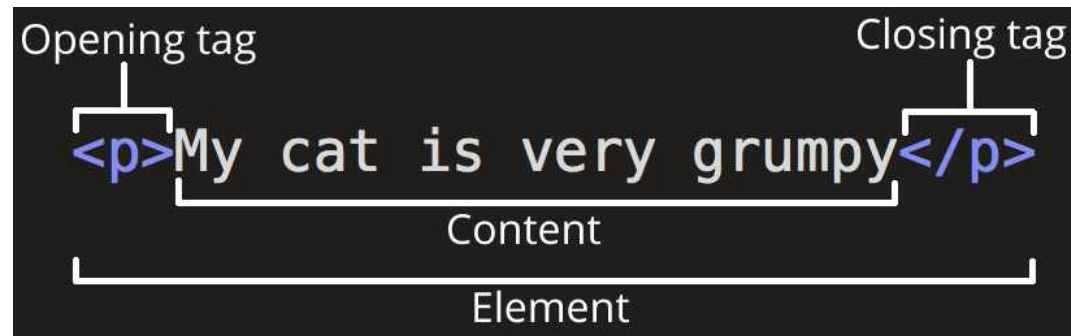 Opening tag Closing tag
<p>My cat is very grumpy</p>
Content
Element